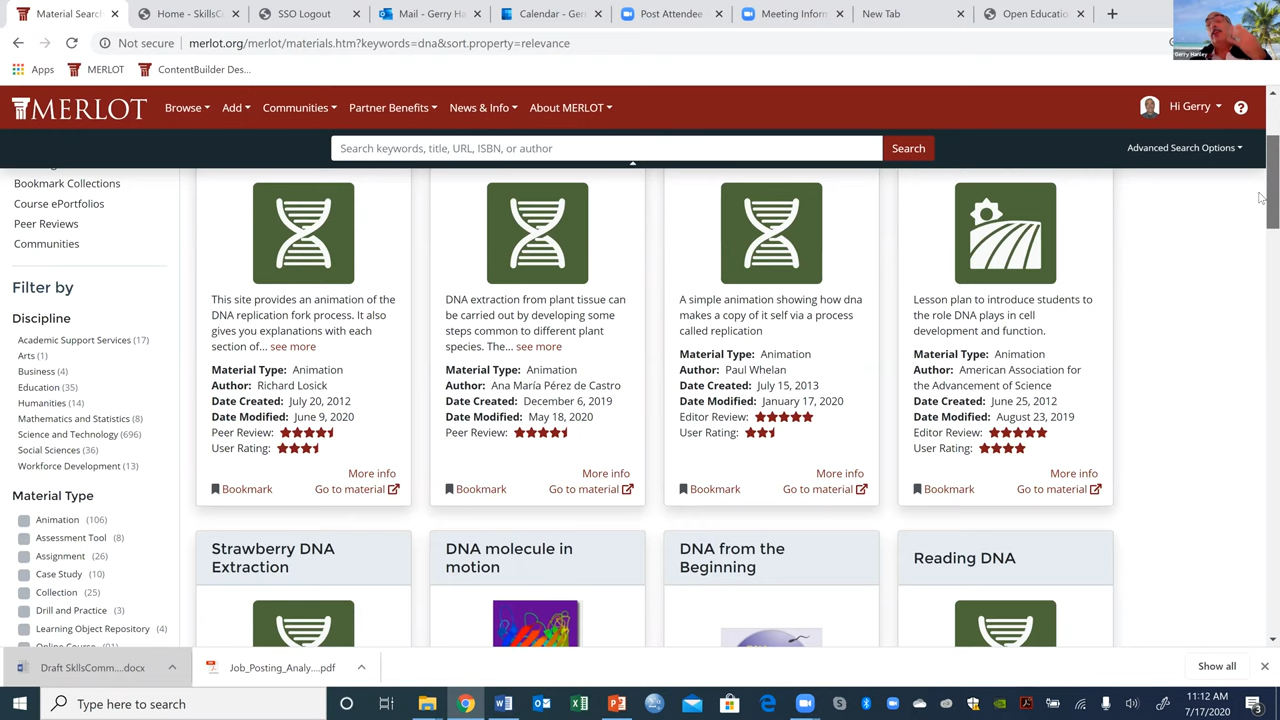 Material Searc
Home - SkillsC
SSO Logout
Mail - Gerry Ha
Calendar - Gerr
Post Attendee
Meeting Inform
New Tab
Open Educatio
Not secure
merlot.org/merlot/materials.htm?keywords=dna&sort.property=relevance
Gerry Hanley
Apps
MERLOT
ContentBuilder Des...
MERLOT
Browse
Add
Communities
Partner Benefits
News & Info
About MERLOT
Hi Gerry
?
Search keywords, title, URL, ISBN, or author
Search
Advanced Search Options
Bookmark Collections
Course ePortfolios
Peer Reviews
Communities
Filter by
Discipline
Academic Support Services (17)
Arts (1)
Business (4)
Education (35)
Humanities (14)
Mathematics and Statistics (8)
Science and Technology (696)
Social Sciences (36)
Workforce Development (13)
Material Type
Animation (106)
Assessment Tool (8)
Assignment (26)
Case Study (10)
Collection (25)
Drill and Practice (3)
Learning Object Repository (4)
This site provides an animation of the
DNA replication fork process. It also
gives you explanations with each
section of... see more
Material Type: Animation
Author: Richard Losick
Date Created: July 20, 2012
Date Modified: June 9, 2020
Peer Review:
User Rating:
More info
Bookmark
Go to material
DNA extraction from plant tissue can
be carried out by developing some
steps common to different plant
species. The... see more
Material Type: Animation
Author: Ana María Pérez de Castro
Date Created: December 6, 2019
Date Modified: May 18, 2020
Peer Review:
More info
Bookmark
Go to material
A simple animation showing how dna
makes a copy of it self via a process
called replication
Material Type: Animation
Author: Paul Whelan
Date Created: July 15, 2013
Date Modified: January 17, 2020
Editor Review:
User Rating:
More info
Bookmark
Go to material
Lesson plan to introduce students to
the role DNA plays in cell
development and function.
Material Type: Animation
Author: American Association for
the Advancement of Science
Date Created: June 25, 2012
Date Modified: August 23, 2019
Editor Review:
User Rating:
More info
Bookmark
Go to material
Strawberry DNA
Extraction
DNA molecule in
motion
DNA from the
Beginning
Reading DNA
Draft SkllsComm....docx
Job_Posting_Analy....pdf
Show all
Type here to search
11:12 AM
7/17/2020
3